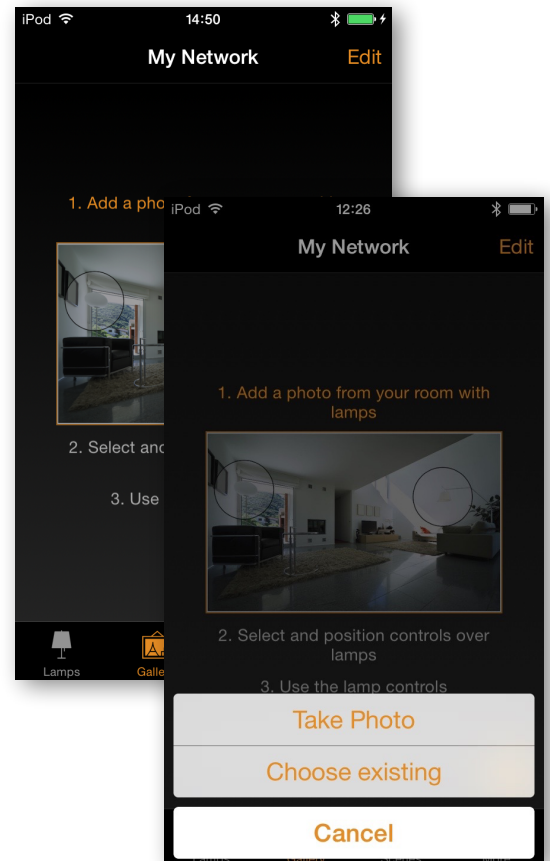 iPod 14:50
My Network Edit
1. Add a pho
2. Select and
3. Use
Lamps Galle
iPod 12:26
My Network Edit
1. Add a photo from your room with
lamps
2. Select and position controls over
lamps
3. Use the lamp controls
Take Photo
Choose existing
Cancel